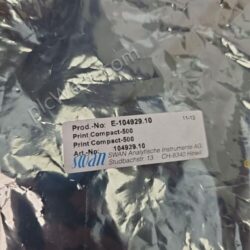 Prod.-No: E-104929.10
11-13
Print Compact-500
Print Compact-500
Art.-No.: 104929.10
swan
SWAN Analytische Instrumente AG
Studbachstr. 13 CH-8340 Hinwil